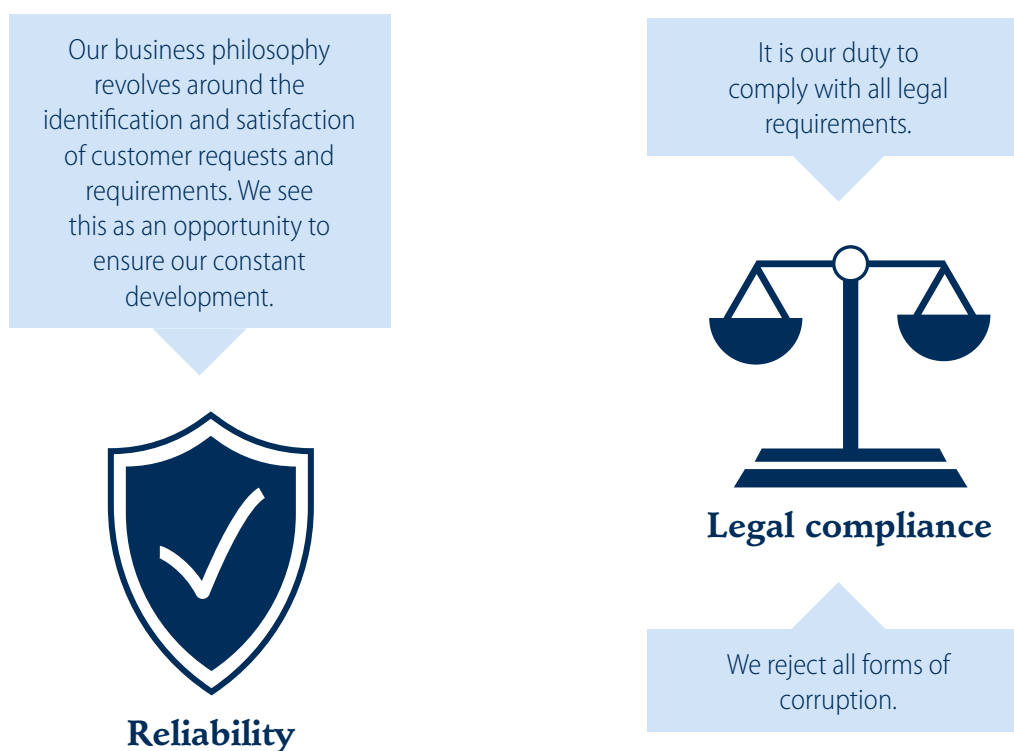 Our business philosophy
revolves around the
identification and satisfaction
of customer requests and
requirements. We see
this as an opportunity to
ensure our constant
development.
Reliability
It is our duty to
comply with all legal
requirements.
Legal compliance
We reject all forms of
corruption.